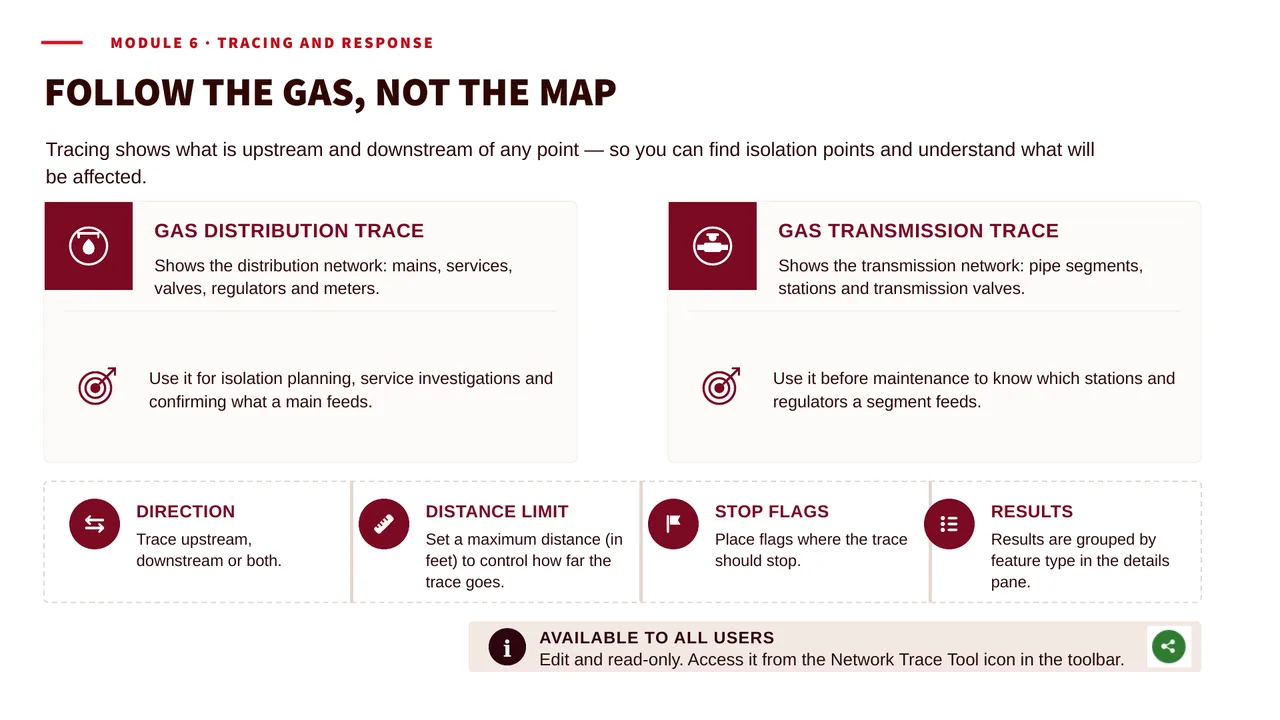 MODULE 6 · TRACING AND RESPONSE
FOLLOW THE GAS, NOT THE MAP
Tracing shows what is upstream and downstream of any point — so you can find isolation points and understand what will
be affected.
GAS DISTRIBUTION TRACE
Shows the distribution network: mains, services,
valves, regulators and meters.
Use it for isolation planning, service investigations and
confirming what a main feeds.
GAS TRANSMISSION TRACE
Shows the transmission network: pipe segments,
stations and transmission valves.
Use it before maintenance to know which stations and
regulators a segment feeds.
DIRECTION
Trace upstream,
downstream or both.
DISTANCE LIMIT
Set a maximum distance (in
feet) to control how far the
trace goes.
STOP FLAGS
Place flags where the trace
should stop.
RESULTS
Results are grouped by
feature type in the details
pane.
i
AVAILABLE TO ALL USERS
Edit and read-only. Access it from the Network Trace Tool icon in the toolbar.